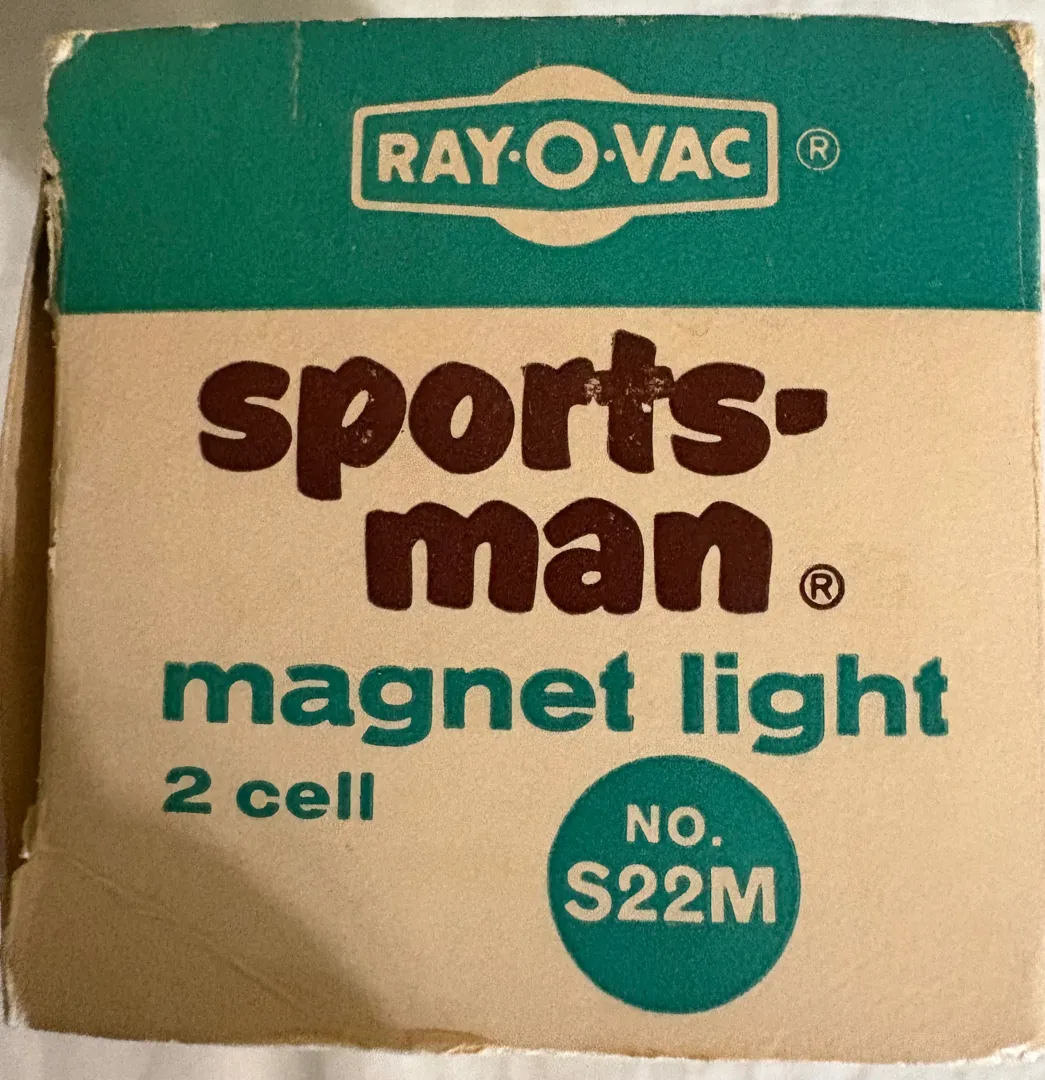 RAY·O·VAC ®
sports-
man ®
magnet light
2 cell
NO.
S22M